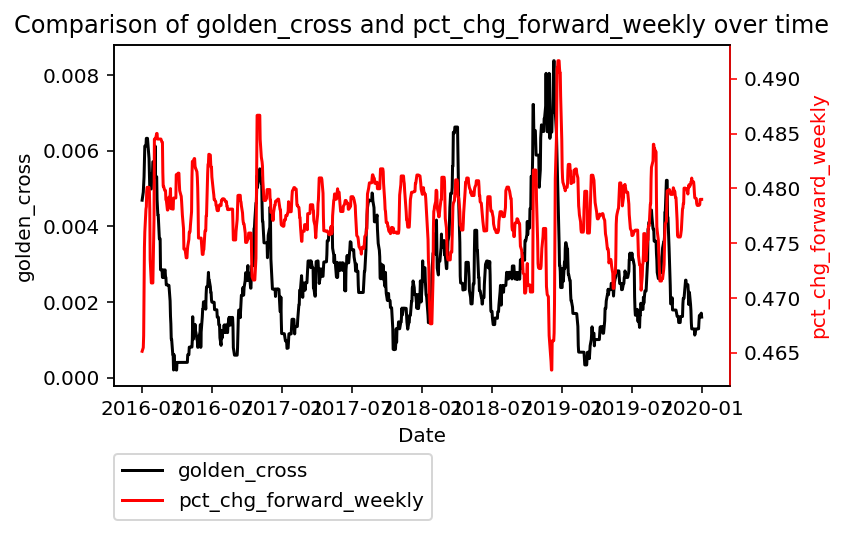 Comparison of golden_cross and pct_chg_forward_weekly over time
golden_cross
0.008
0.006
0.004
0.002
0.000
0.490
0.485
0.480
0.475
0.470
0.465
pct_chg_forward_weekly
2016-01 2016-07 2017-01 2017-07 2018-01 2018-07 2019-01 2019-07 2020-01
Date
golden_cross
pct_chg_forward_weekly